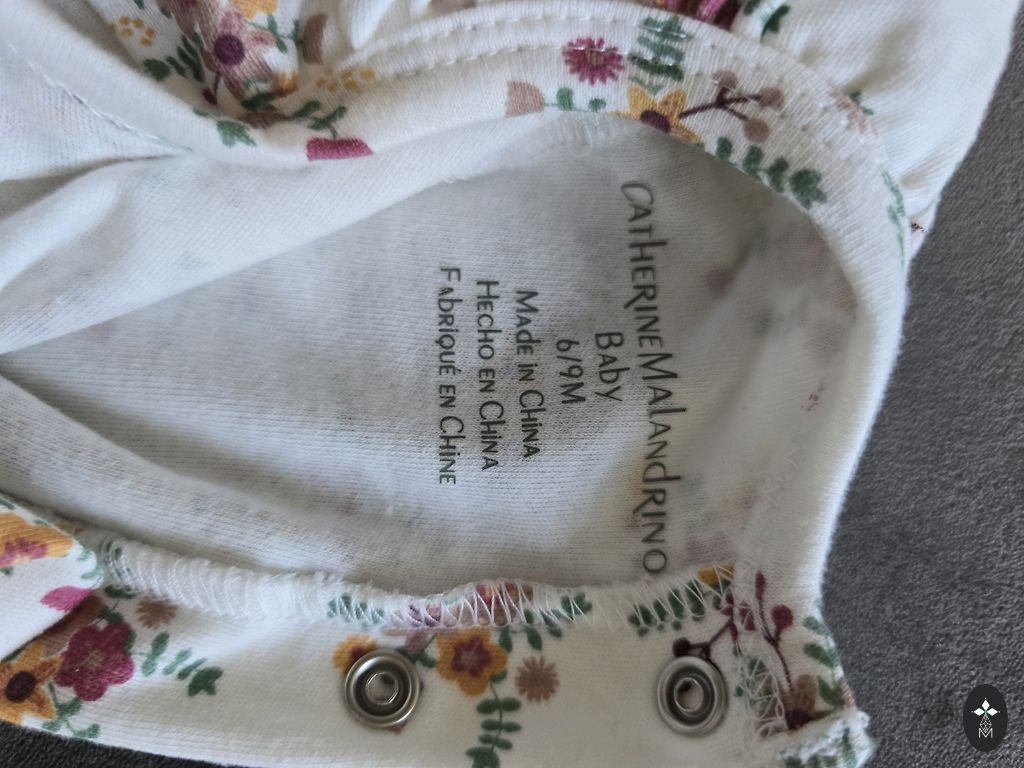 CATHERINE MALANDRINO
BABY
6/9M
MADE IN CHINA
HECHO EN CHINA
FABRIQUÉ EN CHINE
M